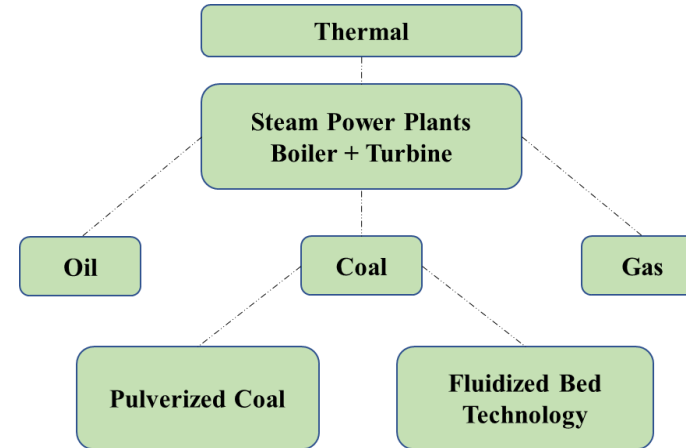 Thermal
Steam Power Plants
Boiler + Turbine
Oil
Coal
Gas
Pulverized Coal
Fluidized Bed
Technology